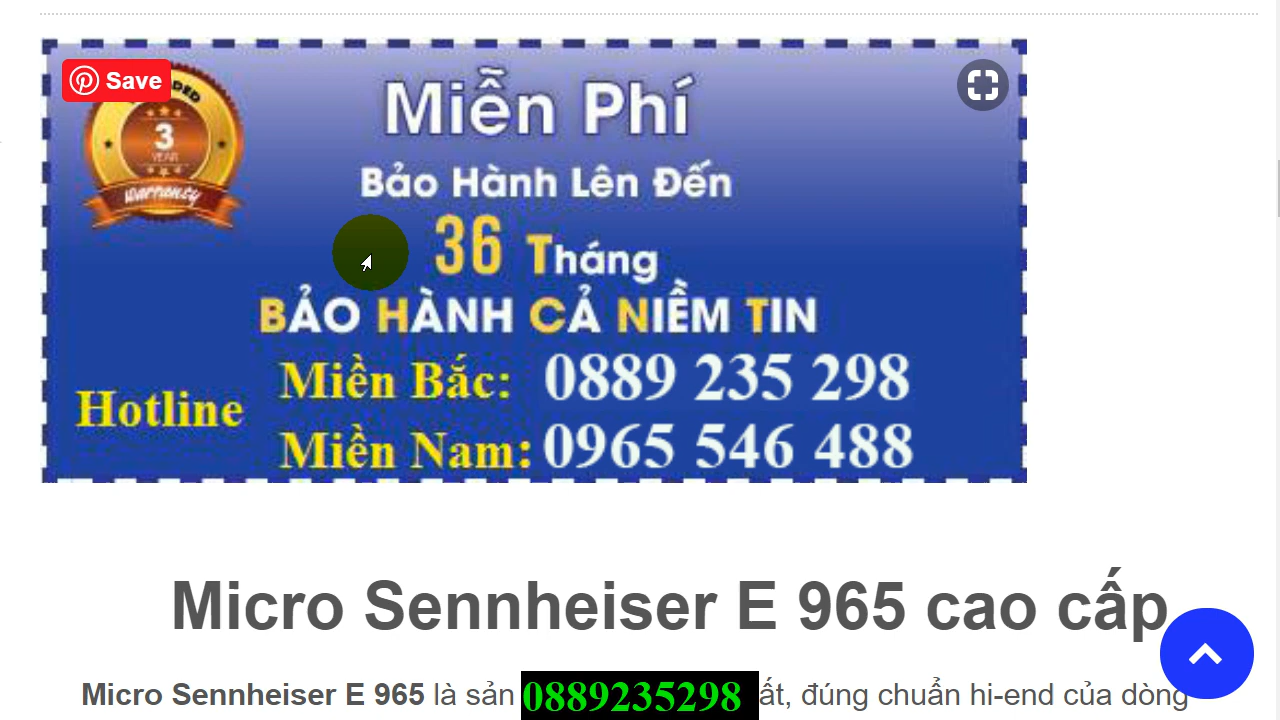 Save
Miễn Phí
3
YEAR
warranty
Bảo Hành Lên Đến
36 Tháng
BẢO HÀNH CẢ NIỀM TIN
Hotline
Miền Bắc: 0889 235 298
Miền Nam: 0965 546 488
Micro Sennheiser E 965 cao cấp
Micro Sennheiser E 965 là sản 0889235298 ất, đúng chuẩn hi-end của dòng